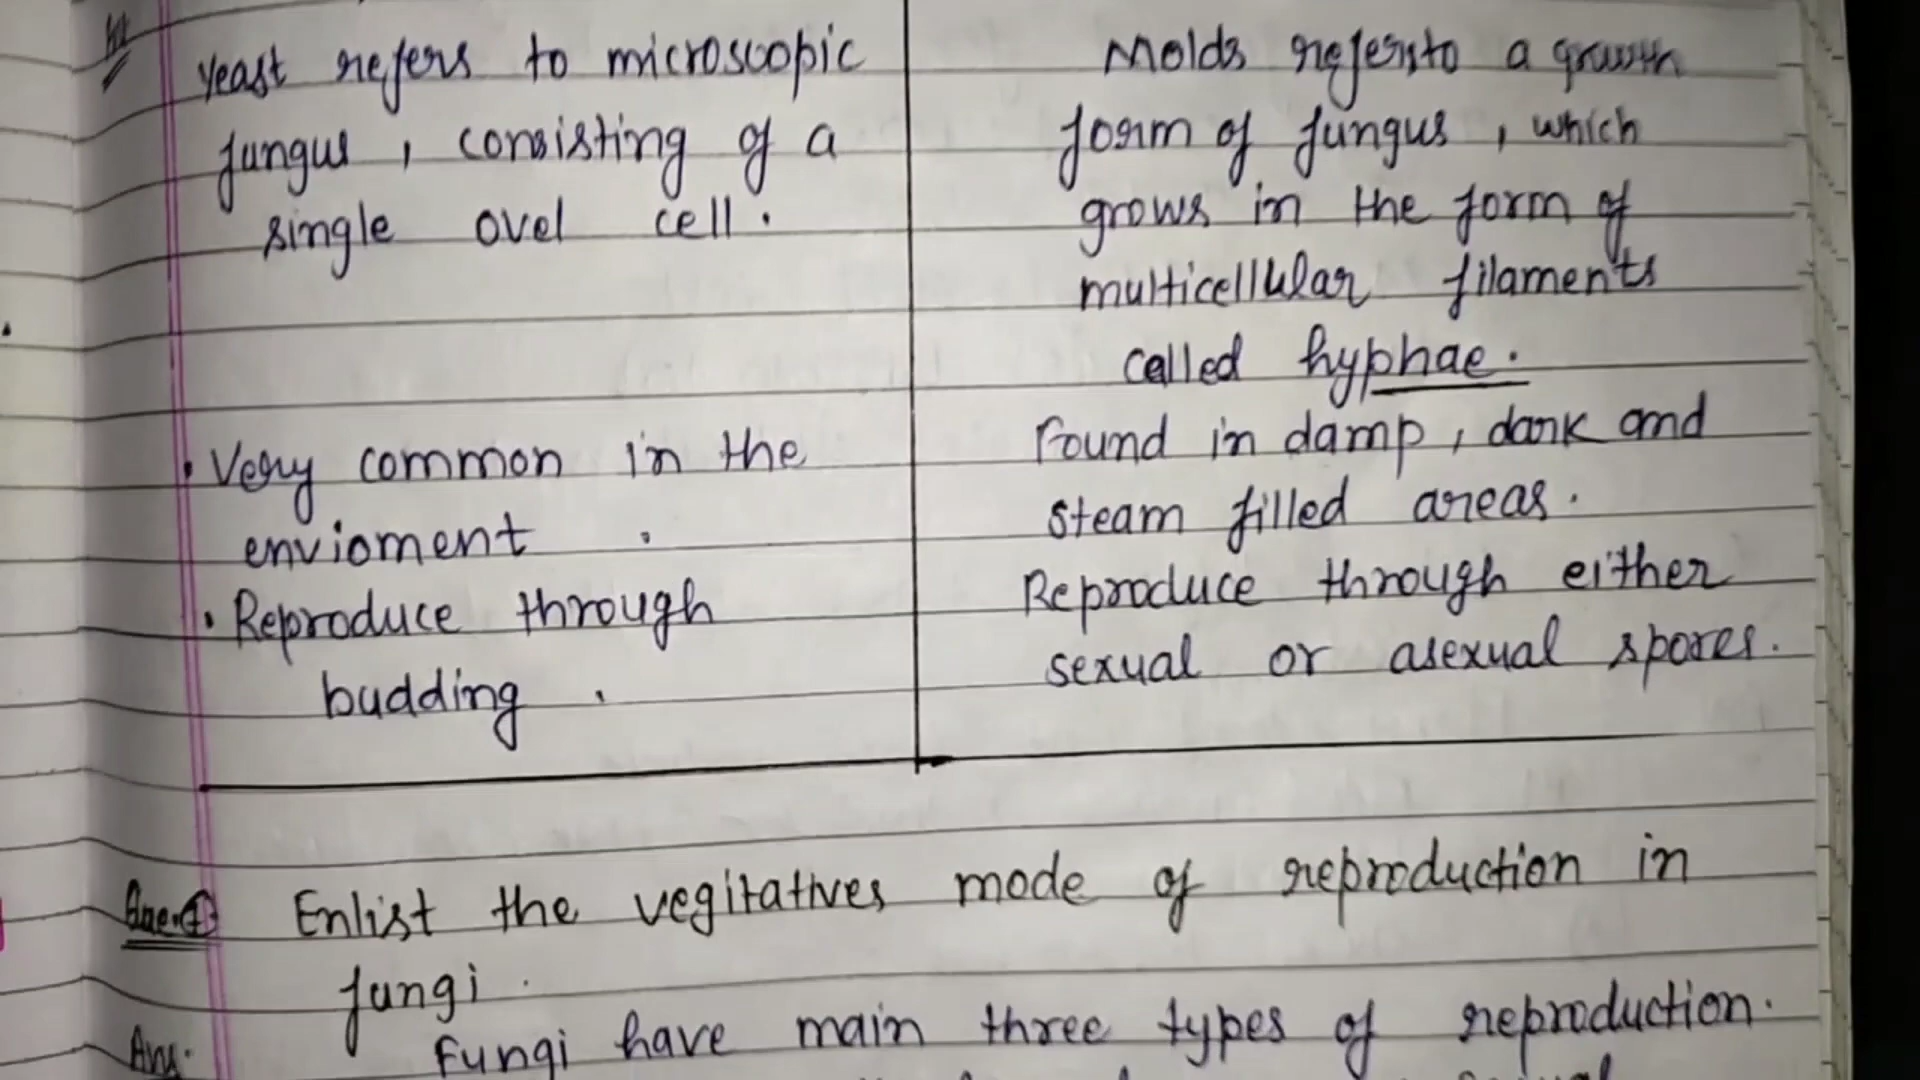 Yeast refers to microscopic
fungus, consisting of a
single ovel cell.
• Very common in the
envioment .
• Reproduce through
budding .
Molds refers to a growth
form of fungus, which
grows in the form of
multicellular filaments
called hyphae.
Found in damp, dark and
steam filled areas.
Reproduce through either
sexual or asexual spores.
Enlist the vegitatives mode of reproduction in
fungi.
Ans. Fungi have main three types of reproduction.